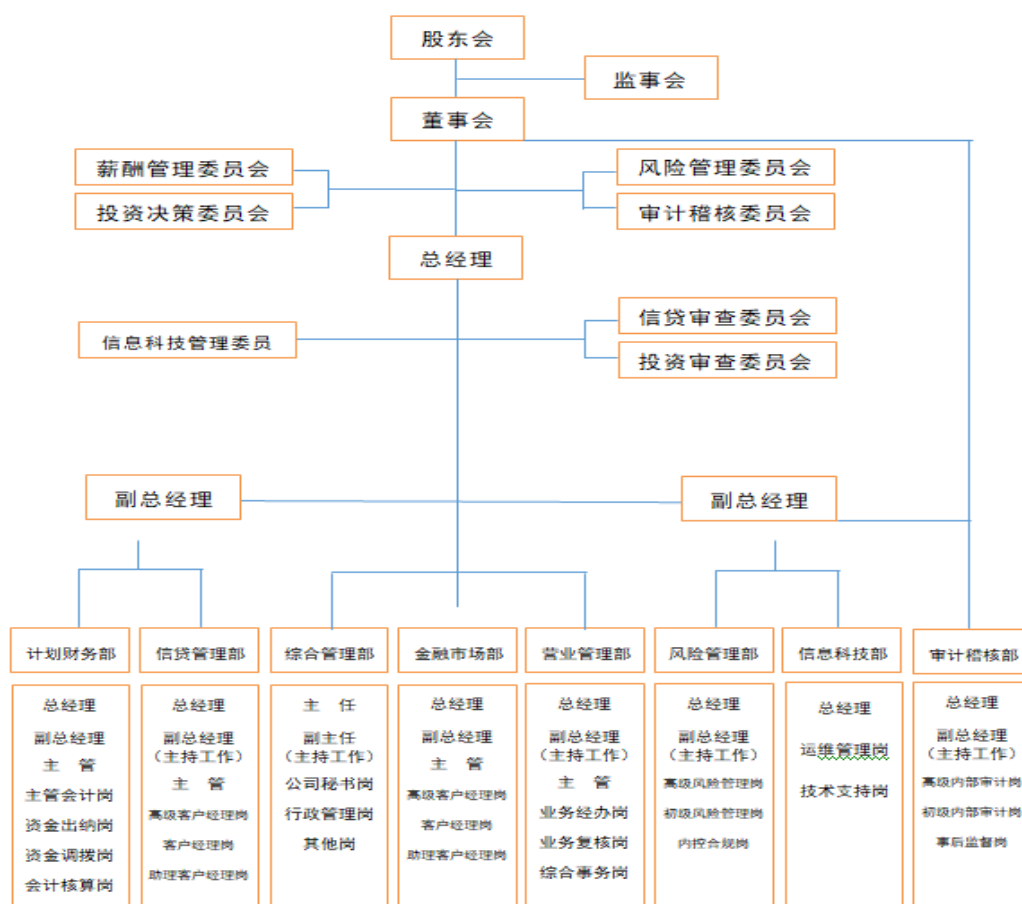 股东会
监事会
董事会
薪酬管理委员会
风险管理委员会
投资决策委员会
审计稽核委员会
总经理
信贷审查委员会
信息科技管理委员
投资审查委员会
副总经理
副总经理
计划财务部
信贷管理部
综合管理部
金融市场部
营业管理部
风险管理部
信息科技部
审计稽核部
总经理
副总经理
主 管
主管会计岗
资金出纳岗
资金调拨岗
会计核算岗
总经理
副总经理
（主持工作）
主 管
高级客户经理岗
客户经理岗
助理客户经理岗
主 任
副主任
（主持工作）
公司秘书岗
行政管理岗
其他岗
总经理
副总经理
主 管
高级客户经理岗
客户经理岗
助理客户经理岗
总经理
副总经理
（主持工作）
主 管
业务经办岗
业务复核岗
综合事务岗
总经理
副总经理
（主持工作）
高级风险管理岗
初级风险管理岗
内控合规岗
总经理
运维管理岗
技术支持岗
总经理
副总经理
（主持工作）
高级内部审计岗
初级内部审计岗
事后监督岗